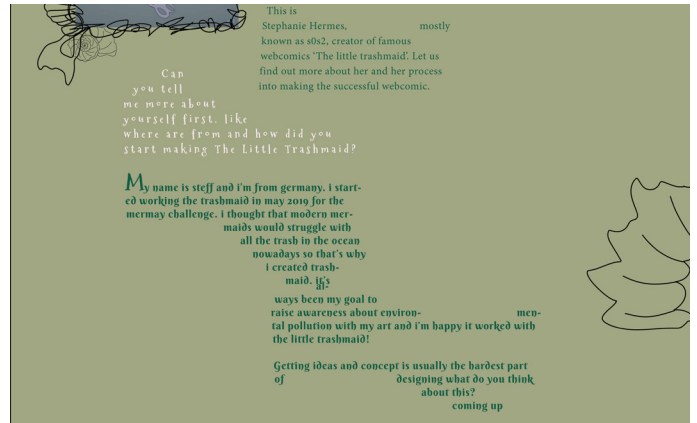 This is
Stephanie Hermes, mostly
known as s0s2, creator of famous
webcomics 'The little trashmaid'. Let us
find out more about her and her process
into making the successful webcomic.
Can
you tell
me more about
yourself first. like
where are from and how did you
start making The Little Trashmaid?
My name is steff and i'm from germany. i start-
ed working the trashmaid in may 2019 for the
mermay challenge. i thought that modern mer-
maids would struggle with
all the trash in the ocean
nowadays so that's why
i created trash-
maid. it's
al-
ways been my goal to
raise awareness about environ- men-
tal pollution with my art and i'm happy it worked with
the little trashmaid!
Getting ideas and concept is usually the hardest part
of designing what do you think
about this?
coming up